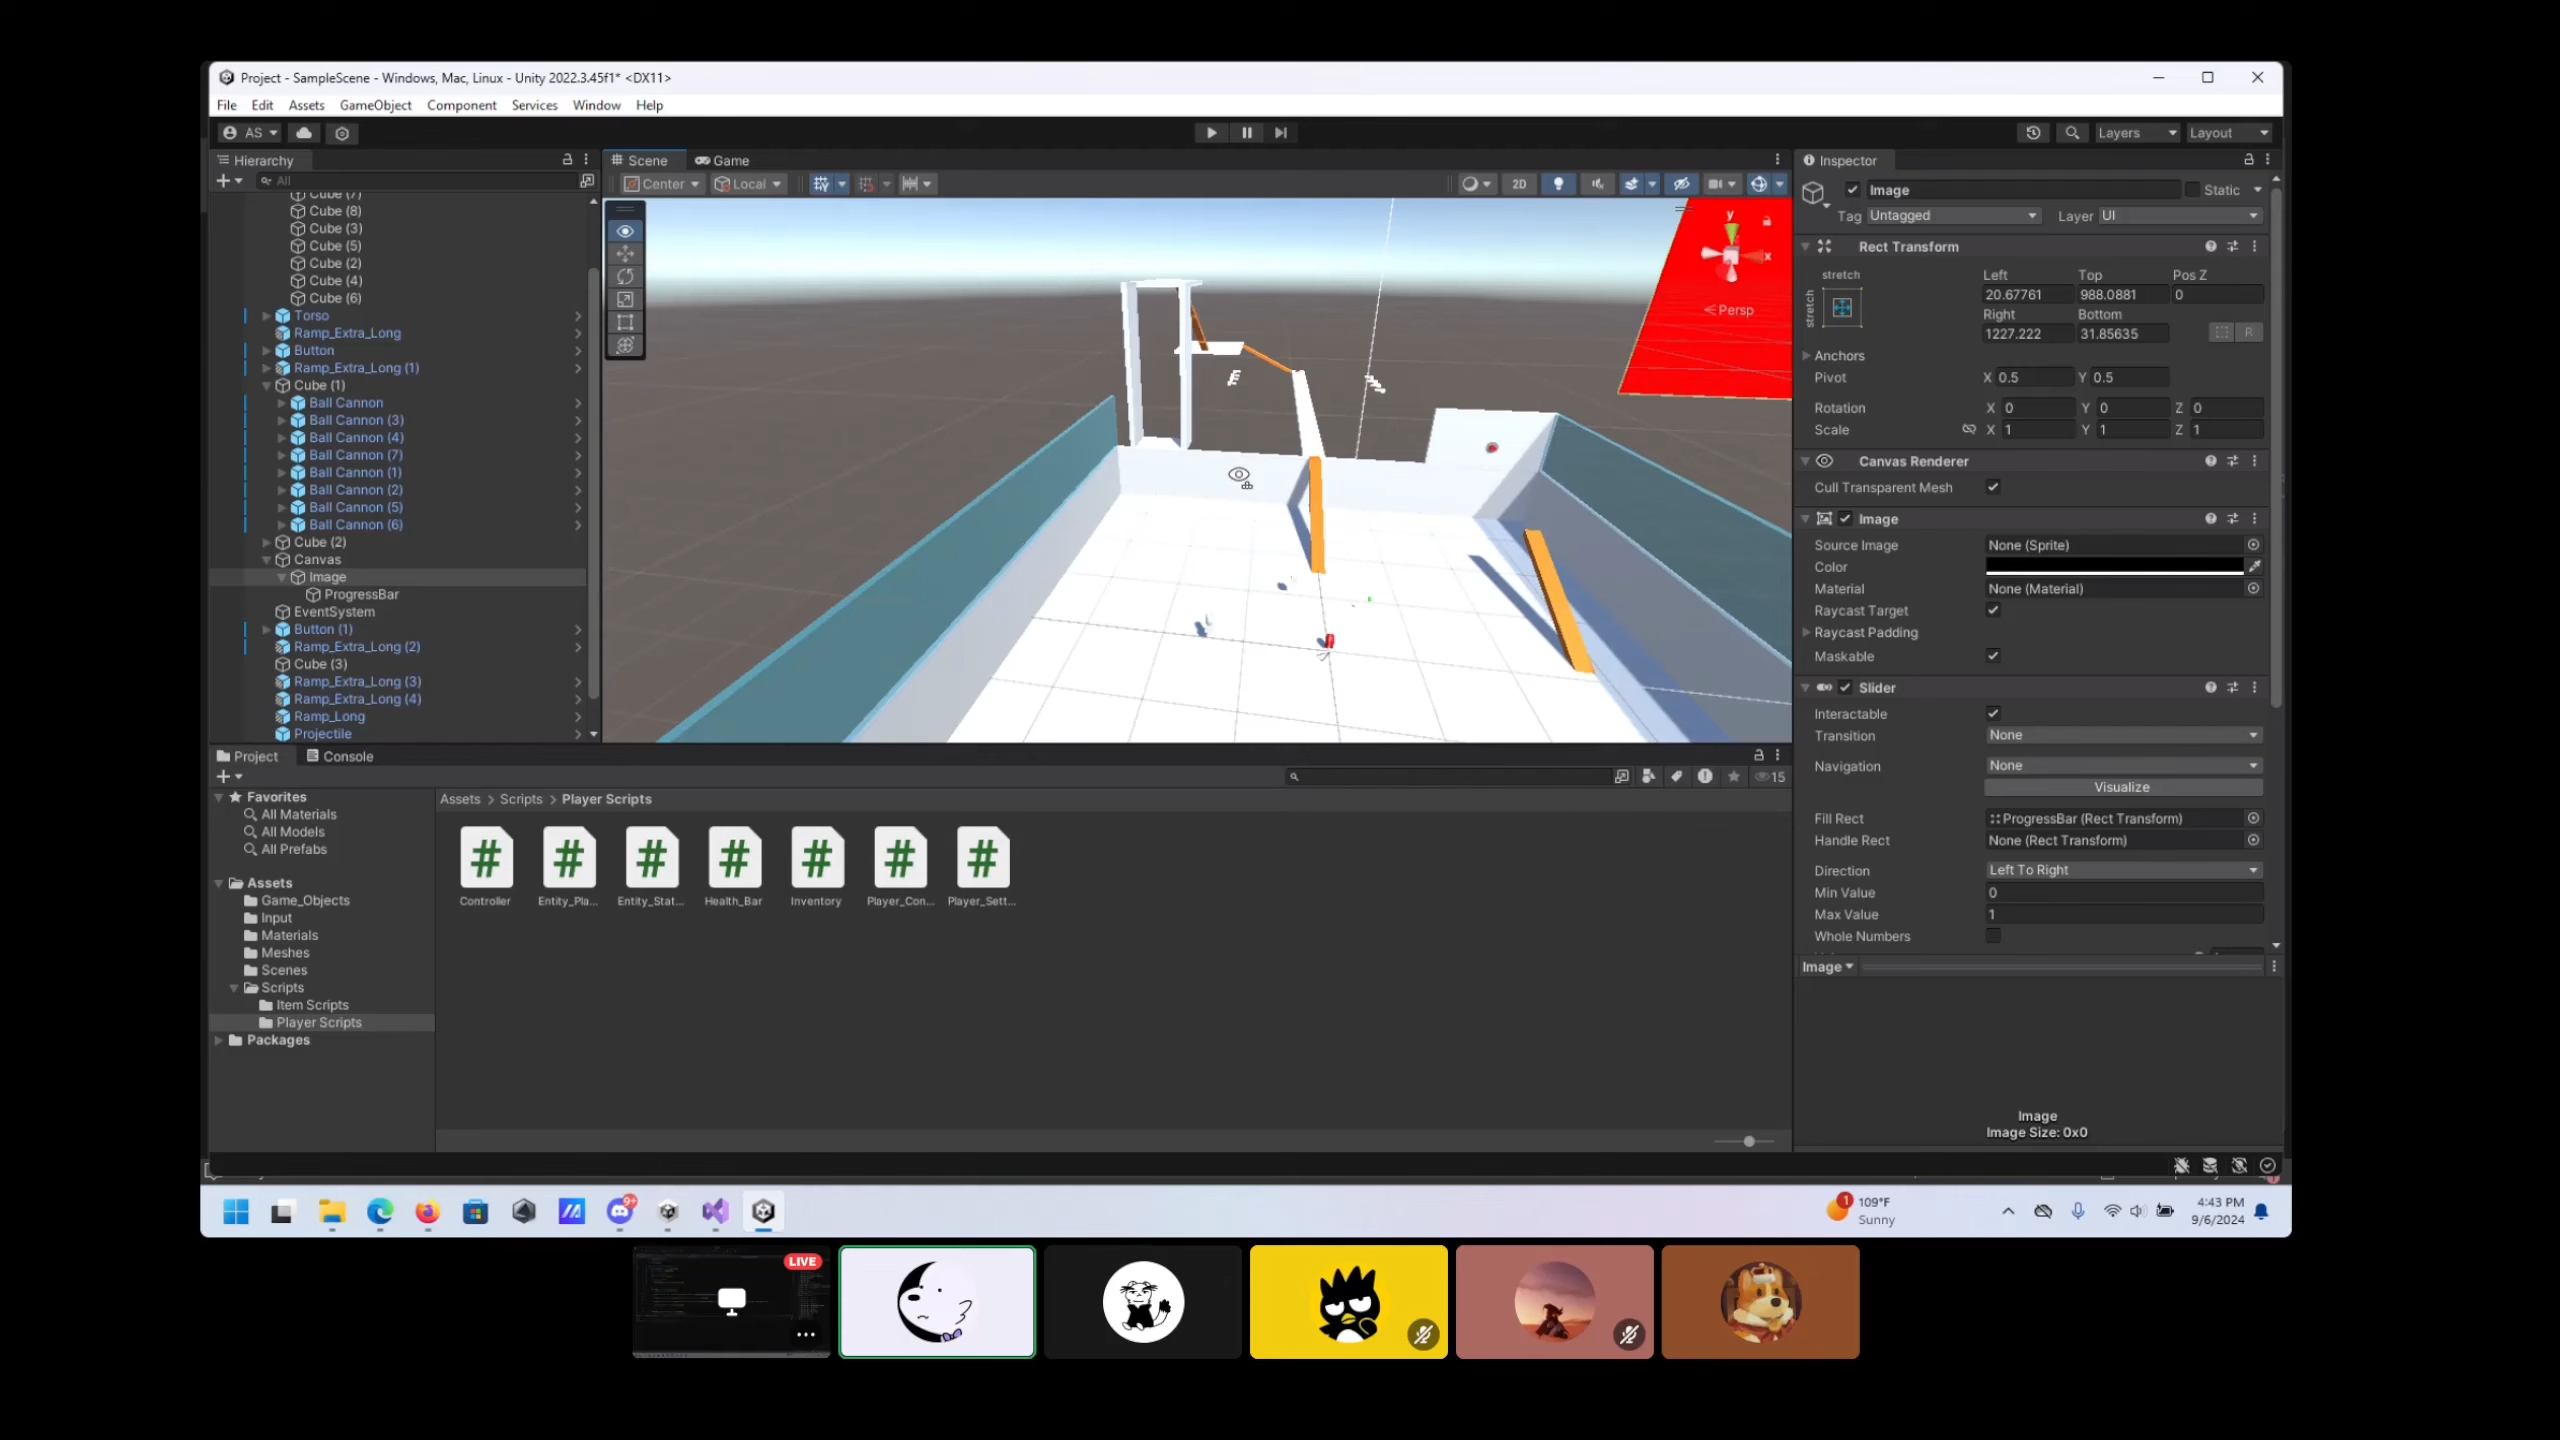 Project - SampleScene - Windows, Mac, Linux - Unity 2022.3.45f1* <DX11>
File Edit Assets GameObject Component Services Window Help
AS
Layers Layout
Hierarchy
All
Cube (7)
Cube (8)
Cube (3)
Cube (5)
Cube (2)
Cube (4)
Cube (6)
Torso
Ramp_Extra_Long
Button
Ramp_Extra_Long (1)
Cube (1)
Ball Cannon
Ball Cannon (3)
Ball Cannon (4)
Ball Cannon (7)
Ball Cannon (1)
Ball Cannon (2)
Ball Cannon (5)
Ball Cannon (6)
Cube (2)
Canvas
Image
ProgressBar
EventSystem
Button (1)
Ramp_Extra_Long (2)
Cube (3)
Ramp_Extra_Long (3)
Ramp_Extra_Long (4)
Ramp_Long
Projectile
Scene Game
Center Local 2D
y
x
Persp
Inspector
Image Static
Tag Untagged Layer UI
Rect Transform
stretch Left Top Pos Z
20.67761 988.0881 0
stretch Right Bottom
1227.222 31.85635 R
Anchors
Pivot X 0.5 Y 0.5
Rotation X 0 Y 0 Z 0
Scale X 1 Y 1 Z 1
Canvas Renderer
Cull Transparent Mesh
Image
Source Image None (Sprite)
Color
Material None (Material)
Raycast Target
Raycast Padding
Maskable
Slider
Interactable
Transition None
Navigation None
Visualize
Fill Rect ProgressBar (Rect Transform)
Handle Rect None (Rect Transform)
Direction Left To Right
Min Value 0
Max Value 1
Whole Numbers
Image
Image
Image Size: 0x0
Project Console
15
Favorites
All Materials
All Models
All Prefabs
Assets
Game_Objects
Input
Materials
Meshes
Scenes
Scripts
Item Scripts
Player Scripts
Packages
Assets > Scripts > Player Scripts
# # # # # # #
Controller Entity_Pla... Entity_Stat... Health_Bar Inventory Player_Con... Player_Sett...
9+
1
109°F
Sunny
4:43 PM
9/6/2024
LIVE